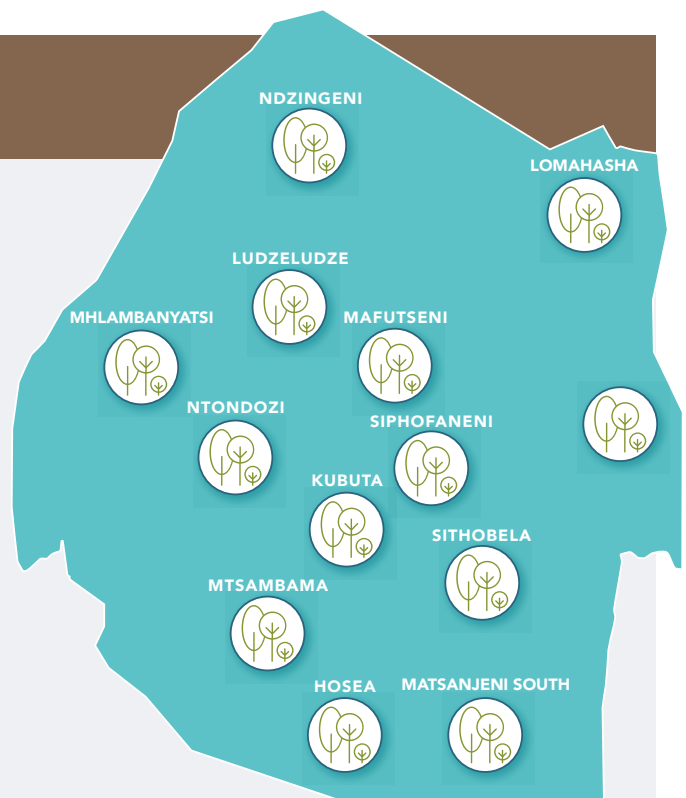 NDZINGENI
LOMAHASHA
LUDZELUDZE
MHLAMBANYATSI
MAFUTSENI
NTONDOZI
SIPHOFANENI
KUBUTA
SITHOBELA
MTSAMBAMA
HOSEA
MATSANJENI SOUTH